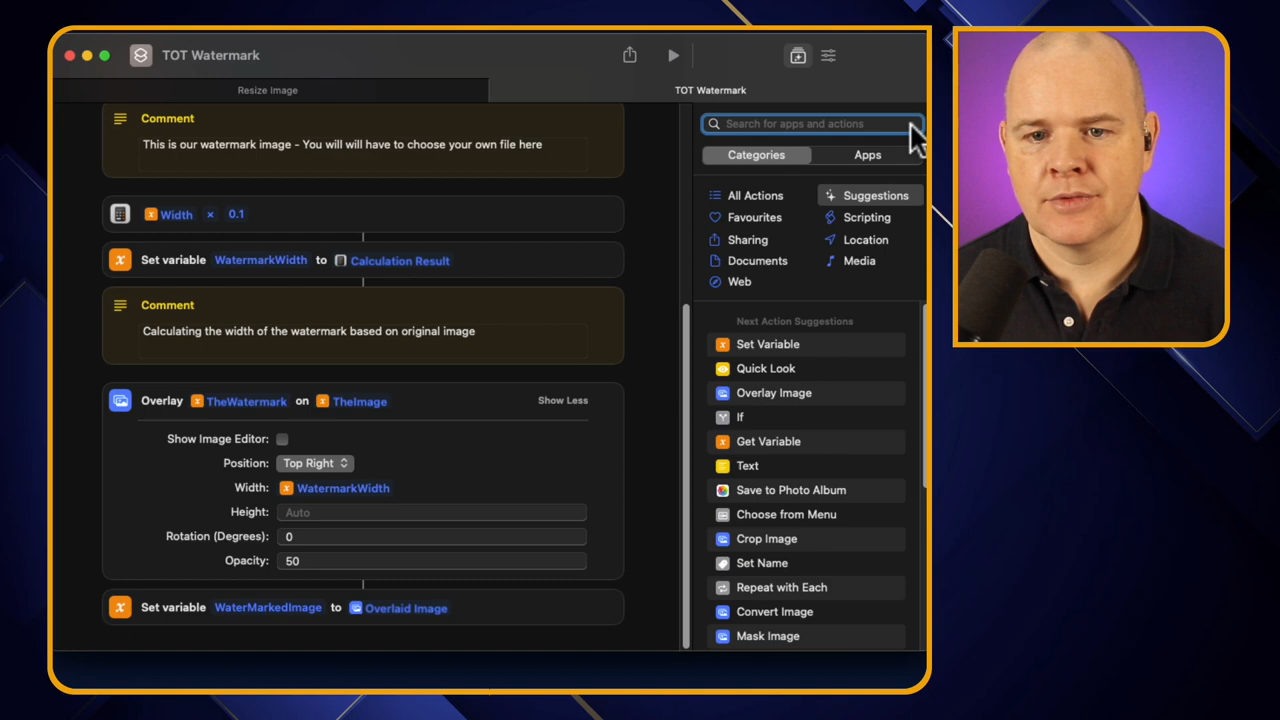 TOT Watermark
Resize Image
TOT Watermark
Comment
This is our watermark image - You will will have to choose your own file here
Width × 0.1
Set variable WatermarkWidth to Calculation Result
Comment
Calculating the width of the watermark based on original image
Overlay TheWatermark on TheImage Show Less
Show Image Editor:
Position: Top Right
Width: WatermarkWidth
Height: Auto
Rotation (Degrees): 0
Opacity: 50
Set variable WaterMarkedImage to Overlaid Image
Search for apps and actions
Categories Apps
All Actions Suggestions
Favourites Scripting
Sharing Location
Documents Media
Web
Next Action Suggestions
Set Variable
Quick Look
Overlay Image
If
Get Variable
Text
Save to Photo Album
Choose from Menu
Crop Image
Set Name
Repeat with Each
Convert Image
Mask Image